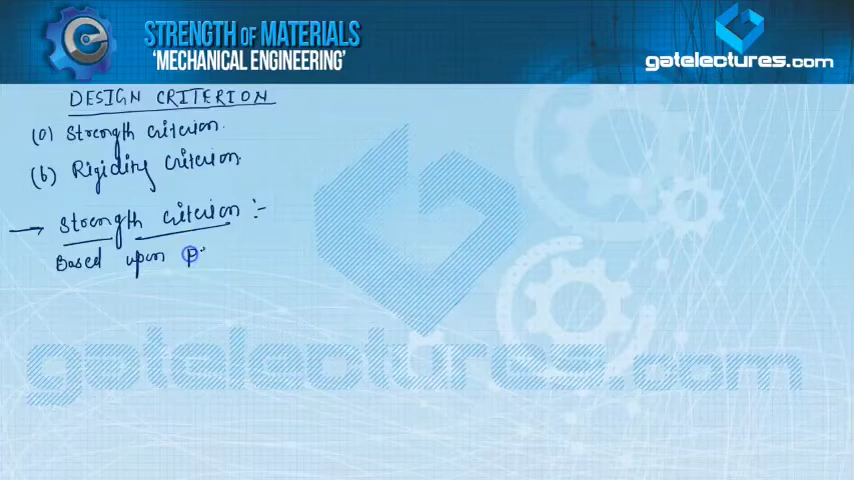 STRENGTH OF MATERIALS
'MECHANICAL ENGINEERING'
gatelectures.com
DESIGN CRITERION
(a) Strength criterion.
(b) Rigidity criterion.
→ Strength criterion :-
Based upon P
gatelectures.com